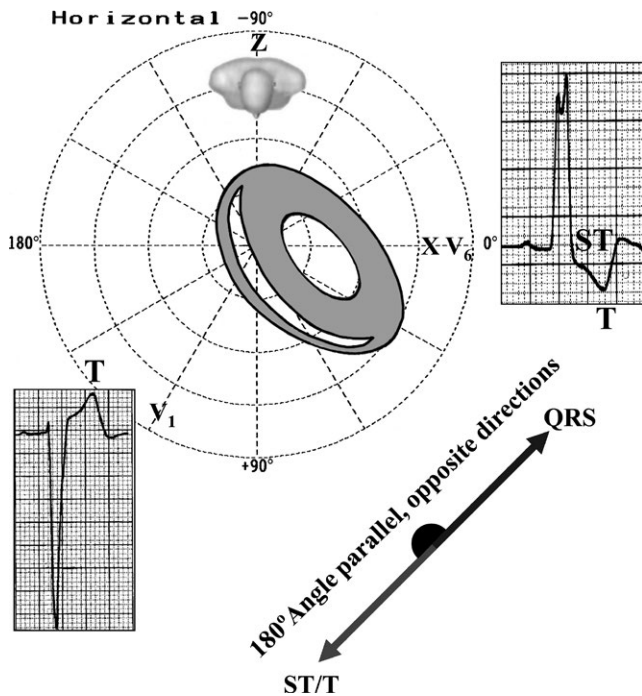 Horizontal
−90°
Z
180°
X V6
0°
ST
T
T
V1
+90°
QRS
180º Angle parallel, opposite directions
ST/T